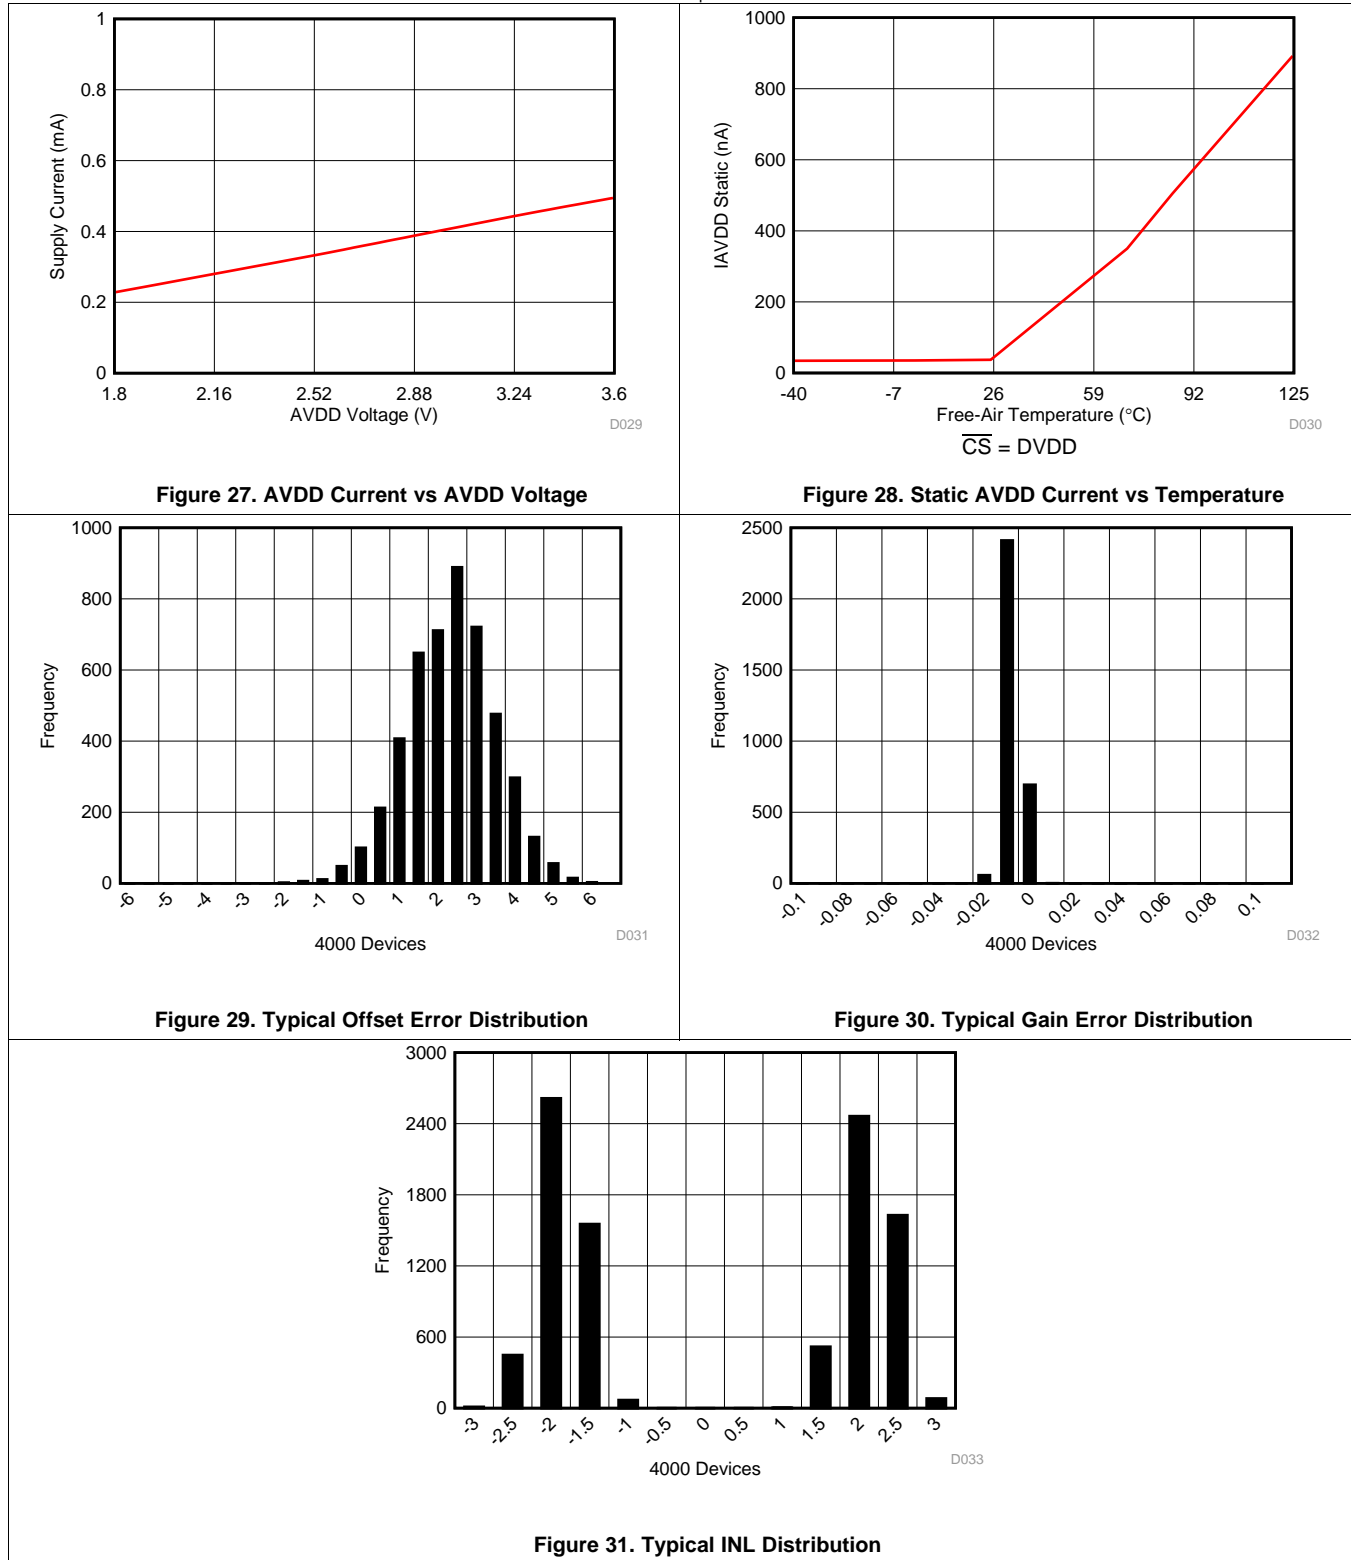 1
0.8
0.6
0.4
0.2
0
Supply Current (mA)
1.8 2.16 2.52 2.88 3.24 3.6
AVDD Voltage (V)
D029
Figure 27. AVDD Current vs AVDD Voltage
1000
800
600
400
200
0
IAVDD Static (nA)
-40 -7 26 59 92 125
Free-Air Temperature (°C)
D030
C̅S̅ = DVDD
Figure 28. Static AVDD Current vs Temperature
1000
800
600
400
200
0
Frequency
-6 -5 -4 -3 -2 -1 0 1 2 3 4 5 6
D031
4000 Devices
Figure 29. Typical Offset Error Distribution
2500
2000
1500
1000
500
0
Frequency
-0.1 -0.08 -0.06 -0.04 -0.02 0 0.02 0.04 0.06 0.08 0.1
D032
4000 Devices
Figure 30. Typical Gain Error Distribution
3000
2400
1800
1200
600
0
Frequency
-3 -2.5 -2 -1.5 -1 -0.5 0 0.5 1 1.5 2 2.5 3
D033
4000 Devices
Figure 31. Typical INL Distribution